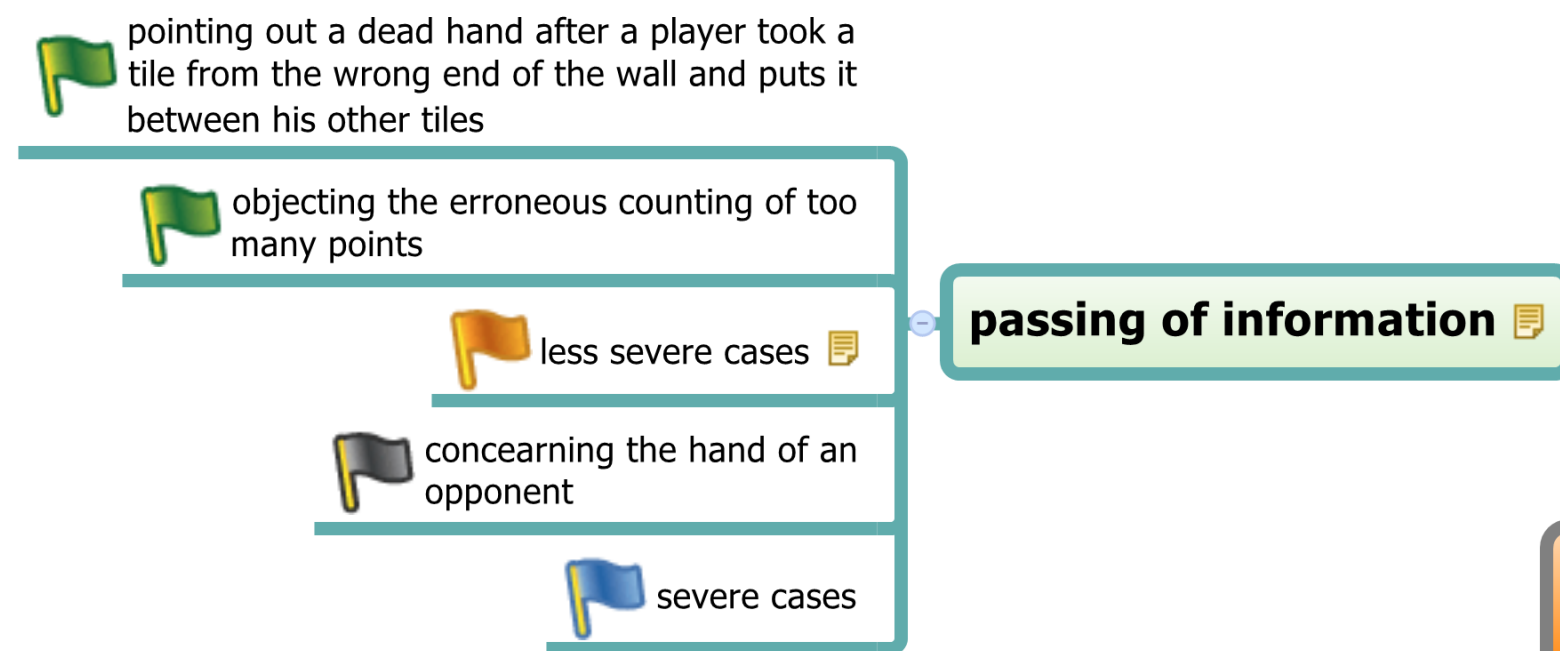 pointing out a dead hand after a player took a
tile from the wrong end of the wall and puts it
between his other tiles
objecting the erroneous counting of too
many points
less severe cases
passing of information
concearning the hand of an
opponent
severe cases